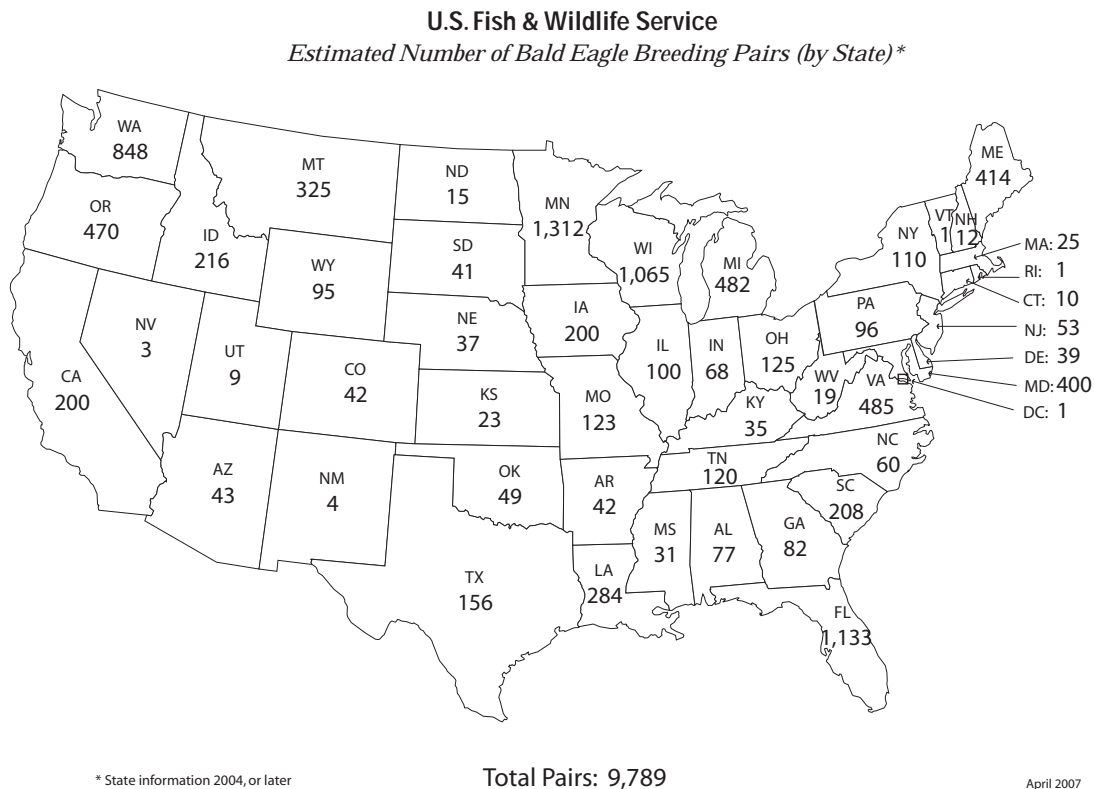 U.S. Fish & Wildlife Service
Estimated Number of Bald Eagle Breeding Pairs (by State)*
WA
848
MT
325
ND
15
MN
1,312
ME
414
OR
470
ID
216
SD
41
WI
1,065
MI
482
NY
110
VT
1
NH
12
MA: 25
RI: 1
CT: 10
NJ: 53
DE: 39
MD: 400
DC: 1
WY
95
NV
3
UT
9
CA
200
CO
42
NE
37
IA
200
IL
100
IN
68
OH
125
PA
96
WV
19
VA
485
KS
23
MO
123
KY
35
NC
60
TN
120
SC
208
AZ
43
NM
4
OK
49
AR
42
MS
31
AL
77
GA
82
TX
156
LA
284
FL
1,133
* State information 2004, or later
Total Pairs: 9,789
April 2007